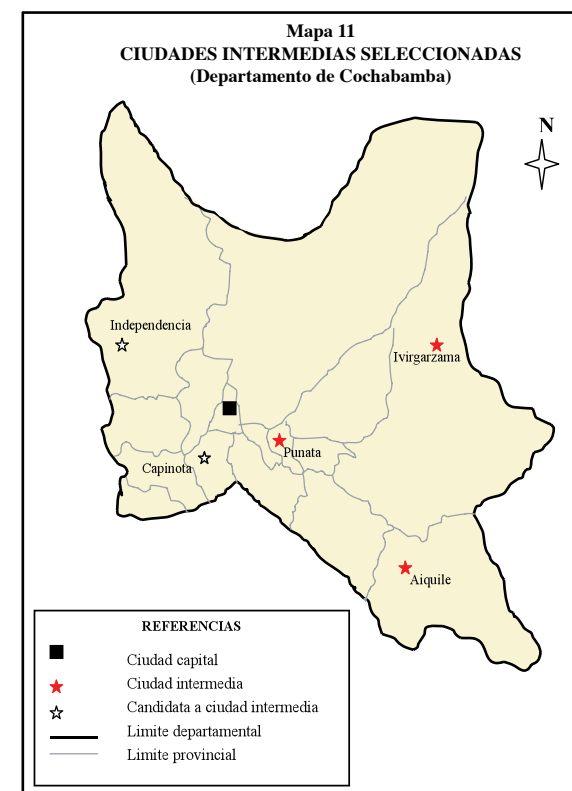 Mapa 11
CIUDADES INTERMEDIAS SELECCIONADAS
(Departamento de Cochabamba)
N
Independencia
Ivirgarzama
Punata
Capinota
Aiquile
REFERENCIAS
Ciudad capital
Ciudad intermedia
Candidata a ciudad intermedia
Limite departamental
Limite provincial